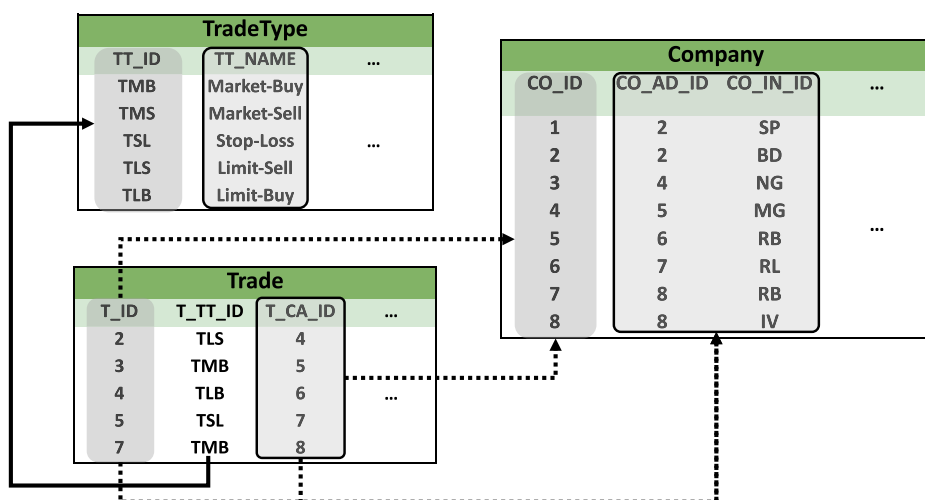 TradeType
TT_ID TT_NAME ...
TMB Market-Buy
TMS Market-Sell
TSL Stop-Loss ...
TLS Limit-Sell
TLB Limit-Buy
Company
CO_ID CO_AD_ID CO_IN_ID ...
1 2 SP
2 2 BD
3 4 NG
4 5 MG
...
5 6 RB
6 7 RL
7 8 RB
8 8 IV
Trade
T_ID T_TT_ID T_CA_ID ...
2 TLS 4
3 TMB 5
4 TLB 6 ...
5 TSL 7
7 TMB 8